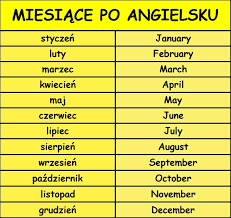 MIESIĄCE PO ANGIELSKU
styczeń January
luty February
marzec March
kwiecień April
maj May
czerwiec June
lipiec July
sierpień August
wrzesień September
październik October
listopad November
grudzień December